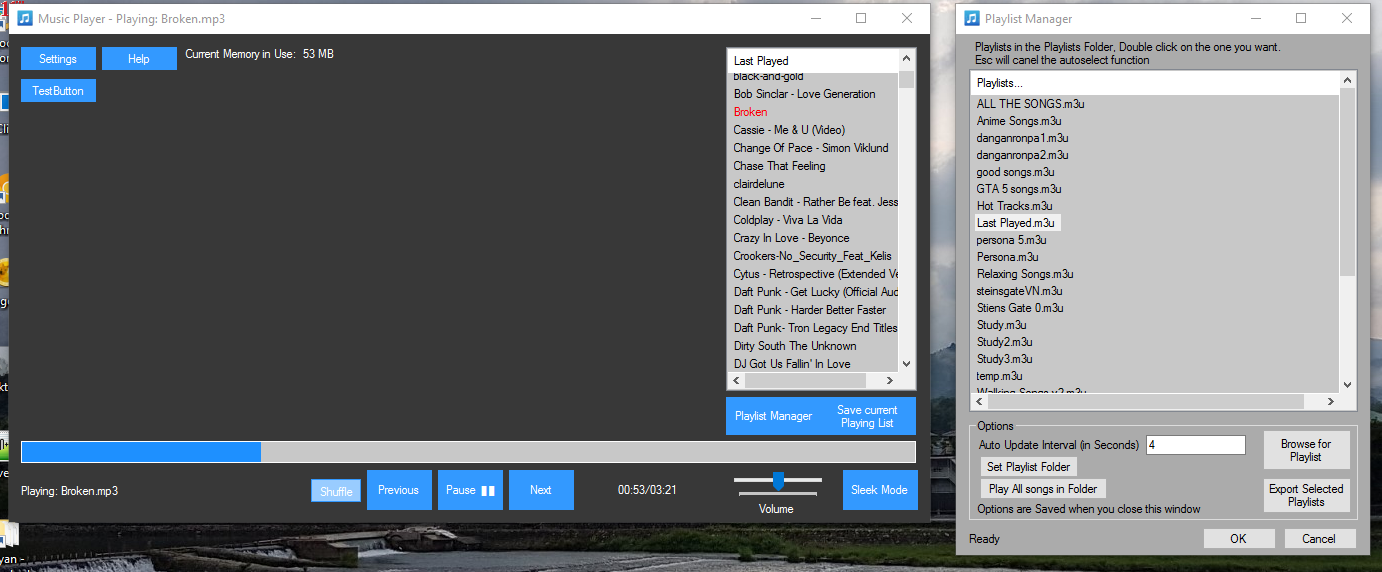 Music Player - Playing: Broken.mp3
Settings
Help
Current Memory in Use: 53 MB
TestButton
Last Played
black-and-gold
Bob Sinclar - Love Generation
Broken
Cassie - Me & U (Video)
Change Of Pace - Simon Viklund
Chase That Feeling
clairdelune
Clean Bandit - Rather Be feat. Jess
Coldplay - Viva La Vida
Crazy In Love - Beyonce
Crookers-No_Security_Feat_Kelis
Cytus - Retrospective (Extended Ve
Daft Punk - Get Lucky (Official Aud
Daft Punk - Harder Better Faster
Daft Punk- Tron Legacy End Titles
Dirty South The Unknown
DJ Got Us Fallin' In Love
Playlist Manager
Save current
Playing List
Playing: Broken.mp3
Shuffle
Previous
Pause
Next
00:53/03:21
Volume
Sleek Mode
Playlist Manager
Playlists in the Playlists Folder, Double click on the one you want.
Esc will canel the autoselect function
Playlists...
ALL THE SONGS.m3u
Anime Songs.m3u
danganronpa1.m3u
danganronpa2.m3u
good songs.m3u
GTA 5 songs.m3u
Hot Tracks.m3u
Last Played.m3u
persona 5.m3u
Persona.m3u
Relaxing Songs.m3u
steinsgateVN.m3u
Stiens Gate 0.m3u
Study.m3u
Study2.m3u
Study3.m3u
temp.m3u
Walking Songs v2.m3u
Options
Auto Update Interval (in Seconds)
4
Browse for
Playlist
Set Playlist Folder
Play All songs in Folder
Export Selected
Playlists
Options are Saved when you close this window
Ready
OK
Cancel